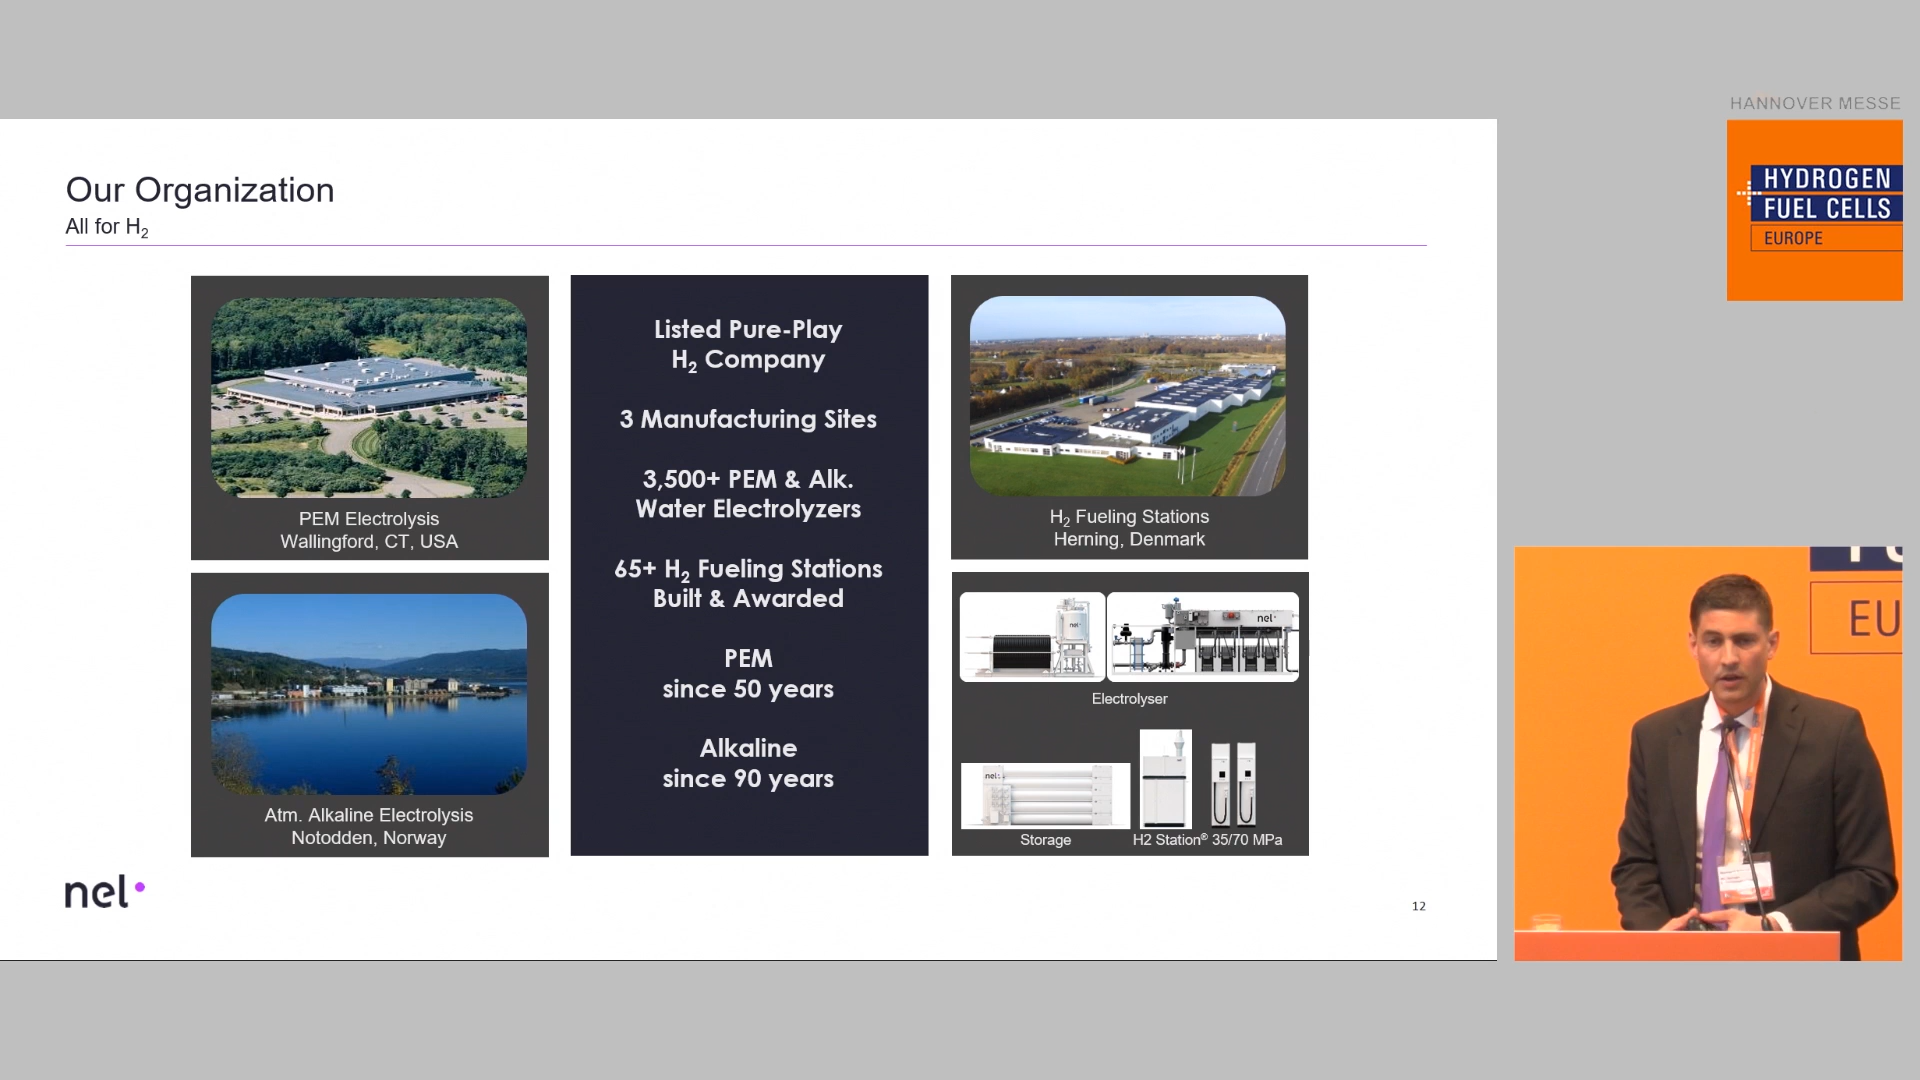 HANNOVER MESSE
HYDROGEN
FUEL CELLS
EUROPE
Our Organization
All for H₂
PEM Electrolysis
Wallingford, CT, USA
Atm. Alkaline Electrolysis
Notodden, Norway
Listed Pure-Play
H₂ Company
3 Manufacturing Sites
3,500+ PEM & Alk.
Water Electrolyzers
65+ H₂ Fueling Stations
Built & Awarded
PEM
since 50 years
Alkaline
since 90 years
H₂ Fueling Stations
Herning, Denmark
nel
nel
Electrolyser
nel
Storage
H2 Station® 35/70 MPa
nel
12
EU